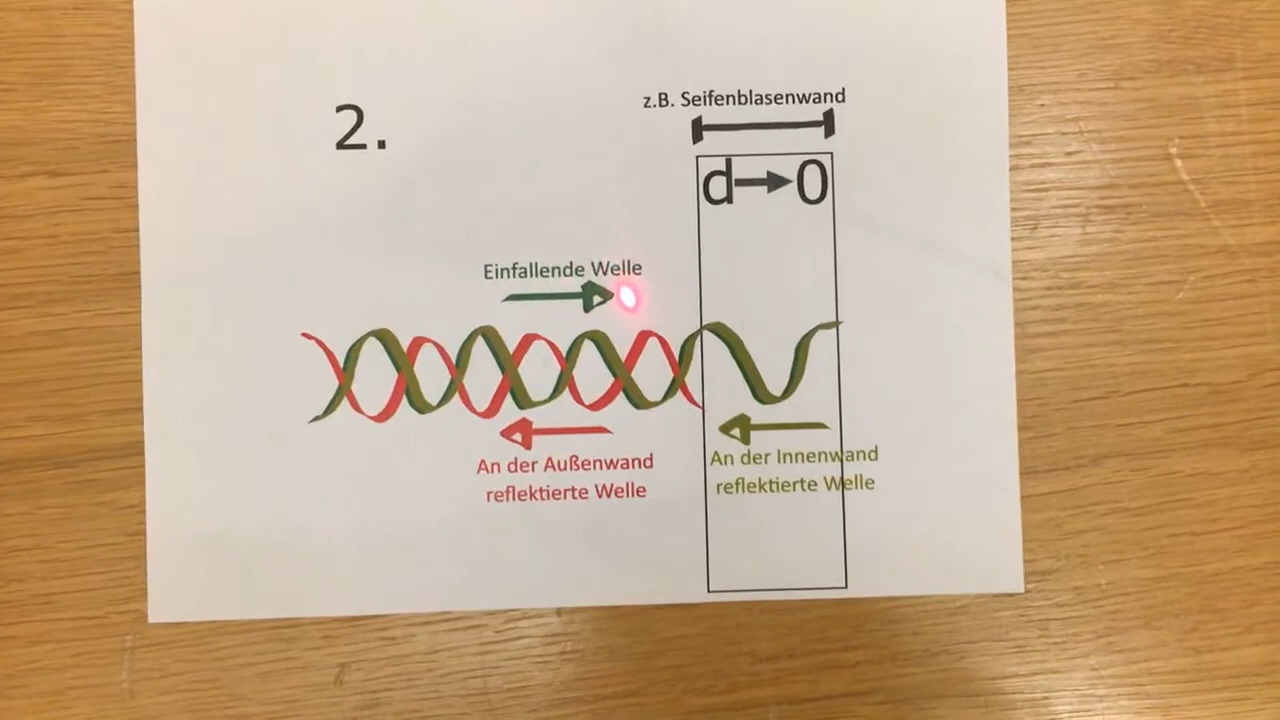 2.
z.B. Seifenblasenwand
d→0
Einfallende Welle
An der Außenwand
reflektierte Welle
An der Innenwand
reflektierte Welle